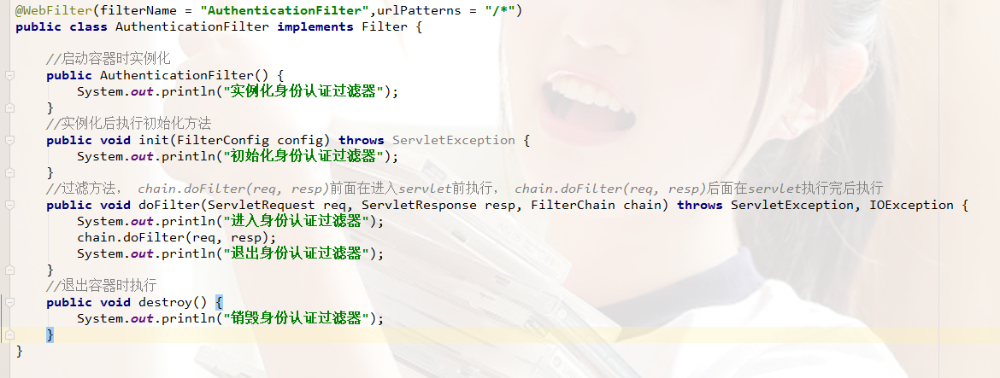 @WebFilter(filterName = "AuthenticationFilter",urlPatterns = "/*")
public class AuthenticationFilter implements Filter {
//启动容器时实例化
public AuthenticationFilter() {
System.out.println("实例化身份认证过滤器");
}
//实例化后执行初始化方法
public void init(FilterConfig config) throws ServletException {
System.out.println("初始化身份认证过滤器");
}
//过滤方法， chain.doFilter(req, resp)前面在进入servlet前执行， chain.doFilter(req, resp)后面在servlet执行完后执行
public void doFilter(ServletRequest req, ServletResponse resp, FilterChain chain) throws ServletException, IOException {
System.out.println("进入身份认证过滤器");
chain.doFilter(req, resp);
System.out.println("退出身份认证过滤器");
}
//退出容器时执行
public void destroy() {
System.out.println("销毁身份认证过滤器");
}
}